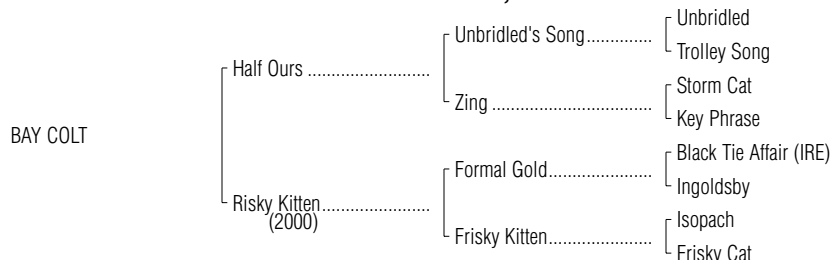 Unbridled
Unbridled's Song
Trolley Song
Half Ours
Storm Cat
Zing
Key Phrase
BAY COLT
Black Tie Affair (IRE)
Formal Gold
Ingoldsby
Risky Kitten
(2000)
Isopach
Frisky Kitten
Frisky Cat